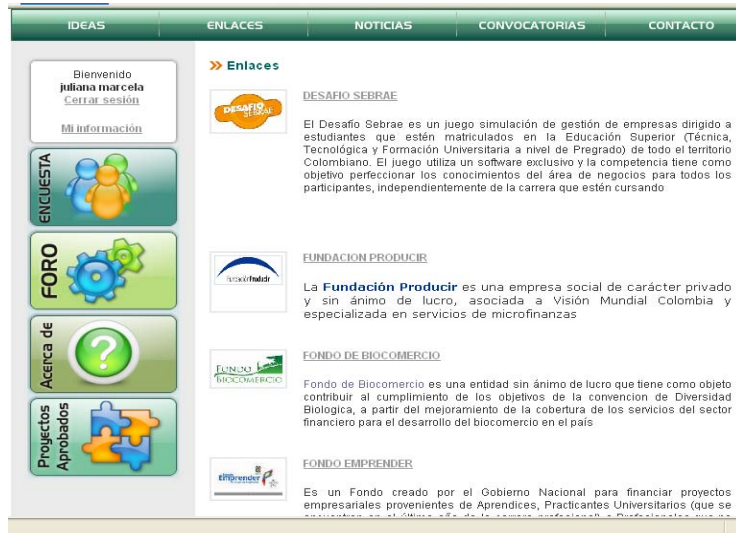 IDEAS ENLACES NOTICIAS CONVOCATORIAS CONTACTO
Bienvenido
juliana marcela
Cerrar sesión
Mi información
ENCUESTA
FORO
Acerca de
Proyectos
Aprobados
Enlaces
DESAFIO SEBRAE
DESAFIO
SEBRAE
El Desafío Sebrae es un juego simulación de gestión de empresas dirigido a
estudiantes que estén matriculados en la Educación Superior (Técnica,
Tecnológica y Formación Universitaria a nivel de Pregrado) de todo el territorio
Colombiano. El juego utiliza un software exclusivo y la competencia tiene como
objetivo perfeccionar los conocimientos del área de negocios para todos los
participantes, independientemente de la carrera que estén cursando
FUNDACION PRODUCIR
Fundación Producir
La Fundación Producir es una empresa social de carácter privado
y sin ánimo de lucro, asociada a Visión Mundial Colombia y
especializada en servicios de microfinanzas
FONDO DE BIOCOMERCIO
FONDO
BIOCOMERCIO
Fondo de Biocomercio es una entidad sin ánimo de lucro que tiene como objeto
contribuir al cumplimiento de los objetivos de la convencion de Diversidad
Biologica, a partir del mejoramiento de la cobertura de los servicios del sector
financiero para el desarrollo del biocomercio en el país
FONDO EMPRENDER
emprender
Es un Fondo creado por el Gobierno Nacional para financiar proyectos
empresariales provenientes de Aprendices, Practicantes Universitarios (que se